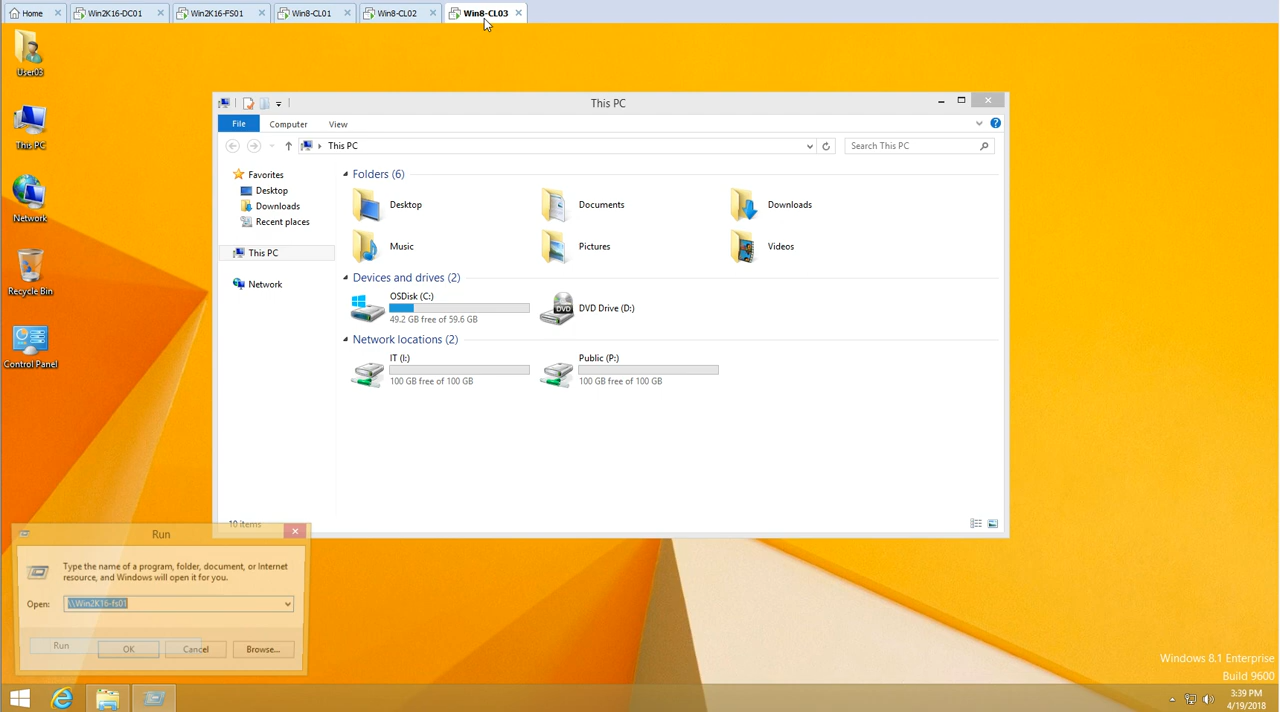 Home
Win2K16-DC01
Win2K16-FS01
Win8-CL01
Win8-CL02
Win8-CL03
User03
This PC
Network
Recycle Bin
Control Panel
This PC
File
Computer
View
This PC
Search This PC
Favorites
Desktop
Downloads
Recent places
This PC
Network
Folders (6)
Desktop
Documents
Downloads
Music
Pictures
Videos
Devices and drives (2)
OSDisk (C:)
49.2 GB free of 59.6 GB
DVD
DVD Drive (D:)
Network locations (2)
IT (I:)
100 GB free of 100 GB
Public (P:)
100 GB free of 100 GB
10 items
Run
Type the name of a program, folder, document, or Internet
resource, and Windows will open it for you.
Open:
\\Win2K16-fs01
Run
OK
Cancel
Browse...
Windows 8.1 Enterprise
Build 9600
3:39 PM
4/19/2018